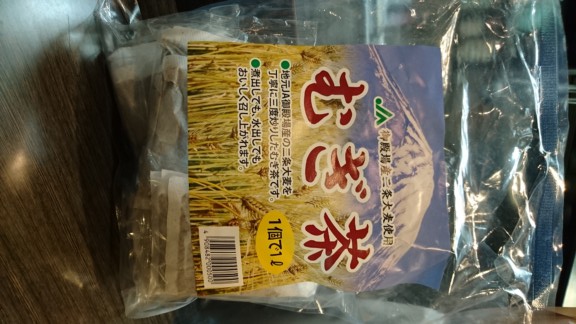 JA 御殿場産二条大麦使用
むぎ茶
●地元JA御殿場産の二条大麦を
丁寧に三度炒りしたむぎ茶です。
●煮出しでも、水出しでも
おいしく召し上がれます。
1個で1ℓ